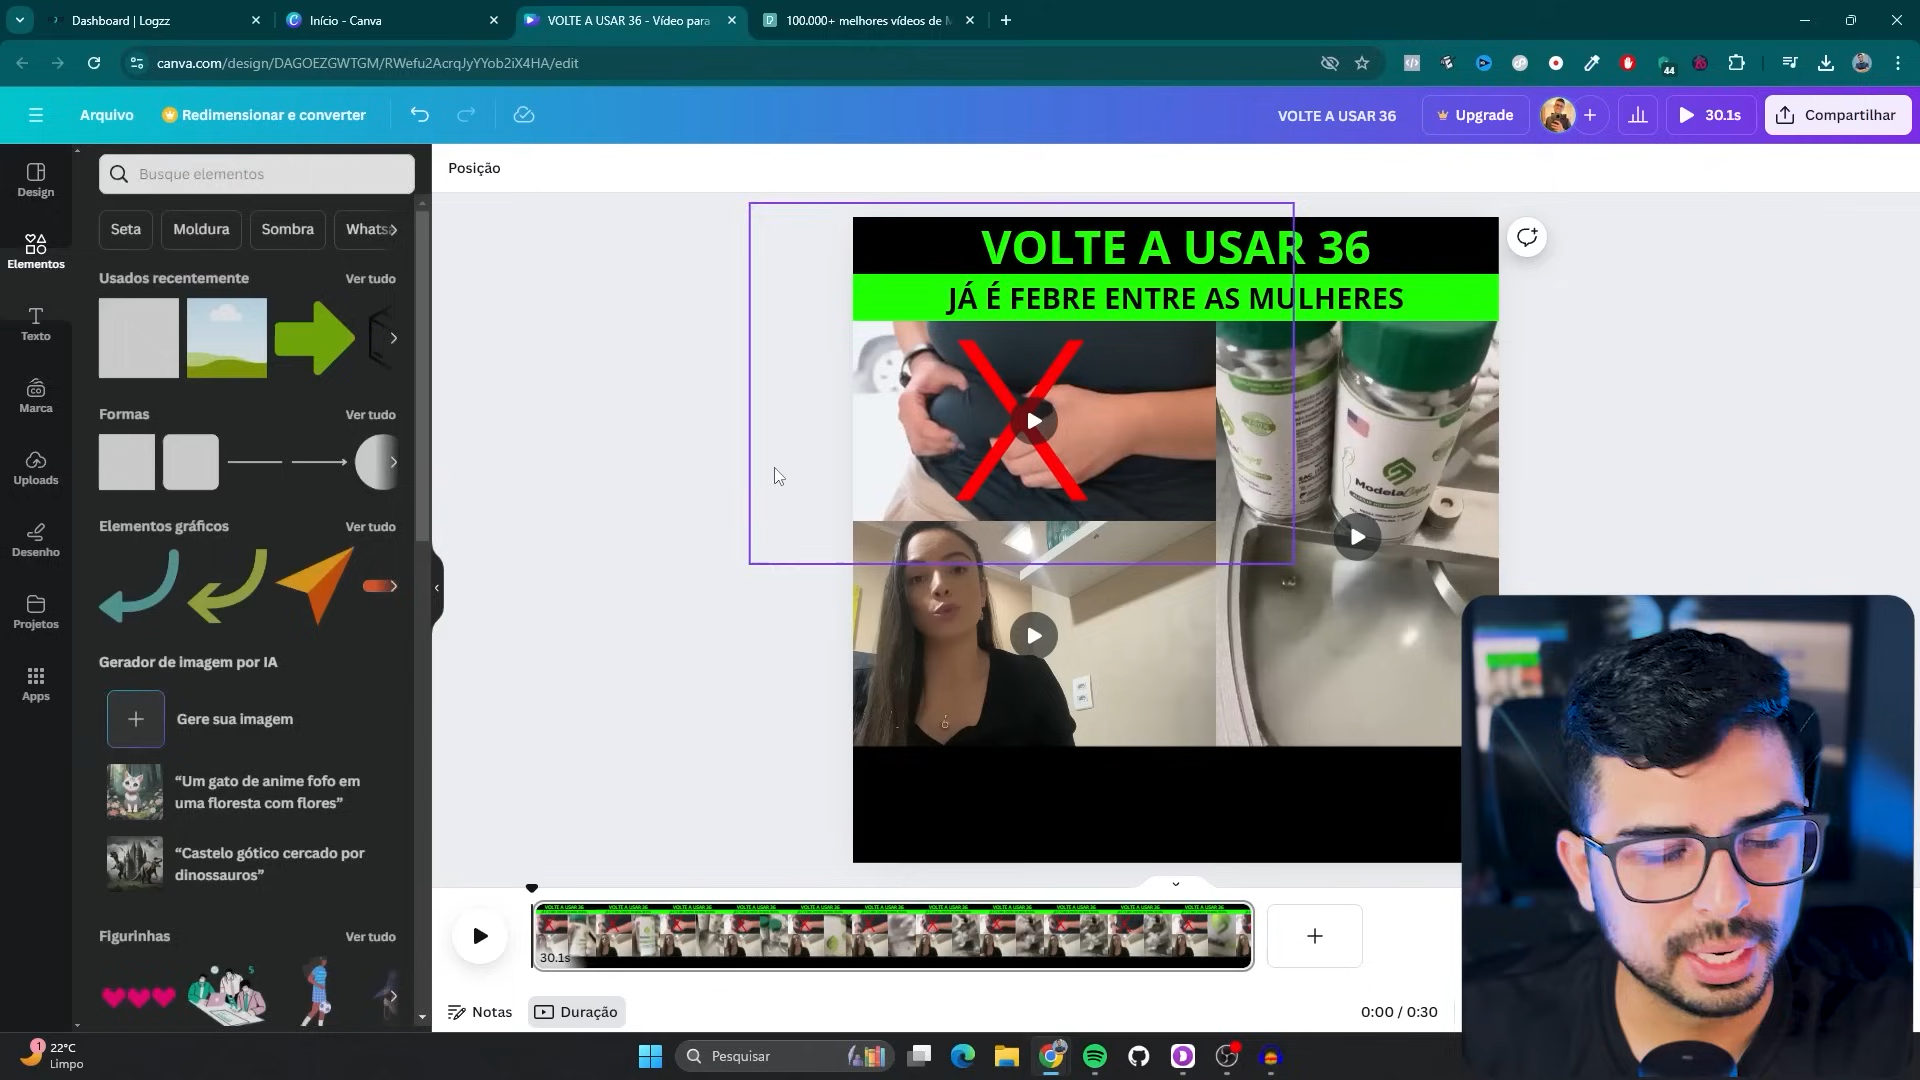 Dashboard | Logzz
Início - Canva
VOLTE A USAR 36 - Vídeo para
100.000+ melhores vídeos de
canva.com/design/DAGOEZGWTGM/RWefu2AcrqJyYYob2iX4HA/edit
44
Arquivo
Redimensionar e converter
VOLTE A USAR 36
Upgrade
30.1s
Compartilhar
Design
Elementos
Texto
Marca
Uploads
Desenho
Projetos
Apps
Busque elementos
Seta
Moldura
Sombra
Usados recentemente
Ver tudo
Formas
Ver tudo
Elementos gráficos
Ver tudo
Gerador de imagem por IA
Gere sua imagem
“Um gato de anime fofo em
uma floresta com flores”
“Castelo gótico cercado por
dinossauros”
Figurinhas
Ver tudo
Posição
VOLTE A USAR 36
JÁ É FEBRE ENTRE AS MULHERES
ModelaCaps
30.1s
Notas
Duração
0:00 / 0:30
1
22°C
Limpo
Pesquisar